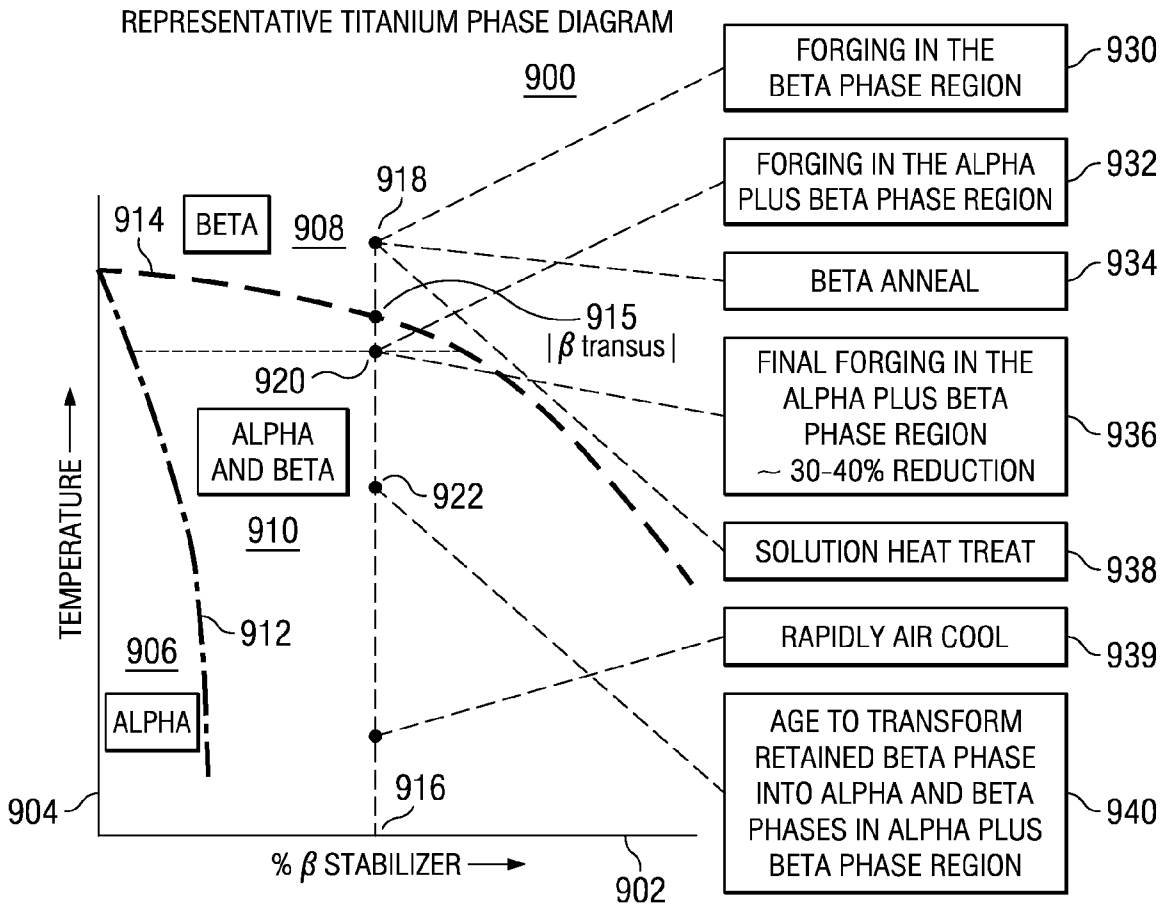 REPRESENTATIVE TITANIUM PHASE DIAGRAM
900
FORGING IN THE
BETA PHASE REGION
930
FORGING IN THE ALPHA
PLUS BETA PHASE REGION
932
BETA ANNEAL
934
FINAL FORGING IN THE
ALPHA PLUS BETA
PHASE REGION
~ 30-40% REDUCTION
936
SOLUTION HEAT TREAT
938
RAPIDLY AIR COOL
939
AGE TO TRANSFORM
RETAINED BETA PHASE
INTO ALPHA AND BETA
PHASES IN ALPHA PLUS
BETA PHASE REGION
940
918
BETA
908
914
915
|β transus|
920
ALPHA
AND BETA
922
910
912
906
ALPHA
TEMPERATURE
904
916
% β STABILIZER
902